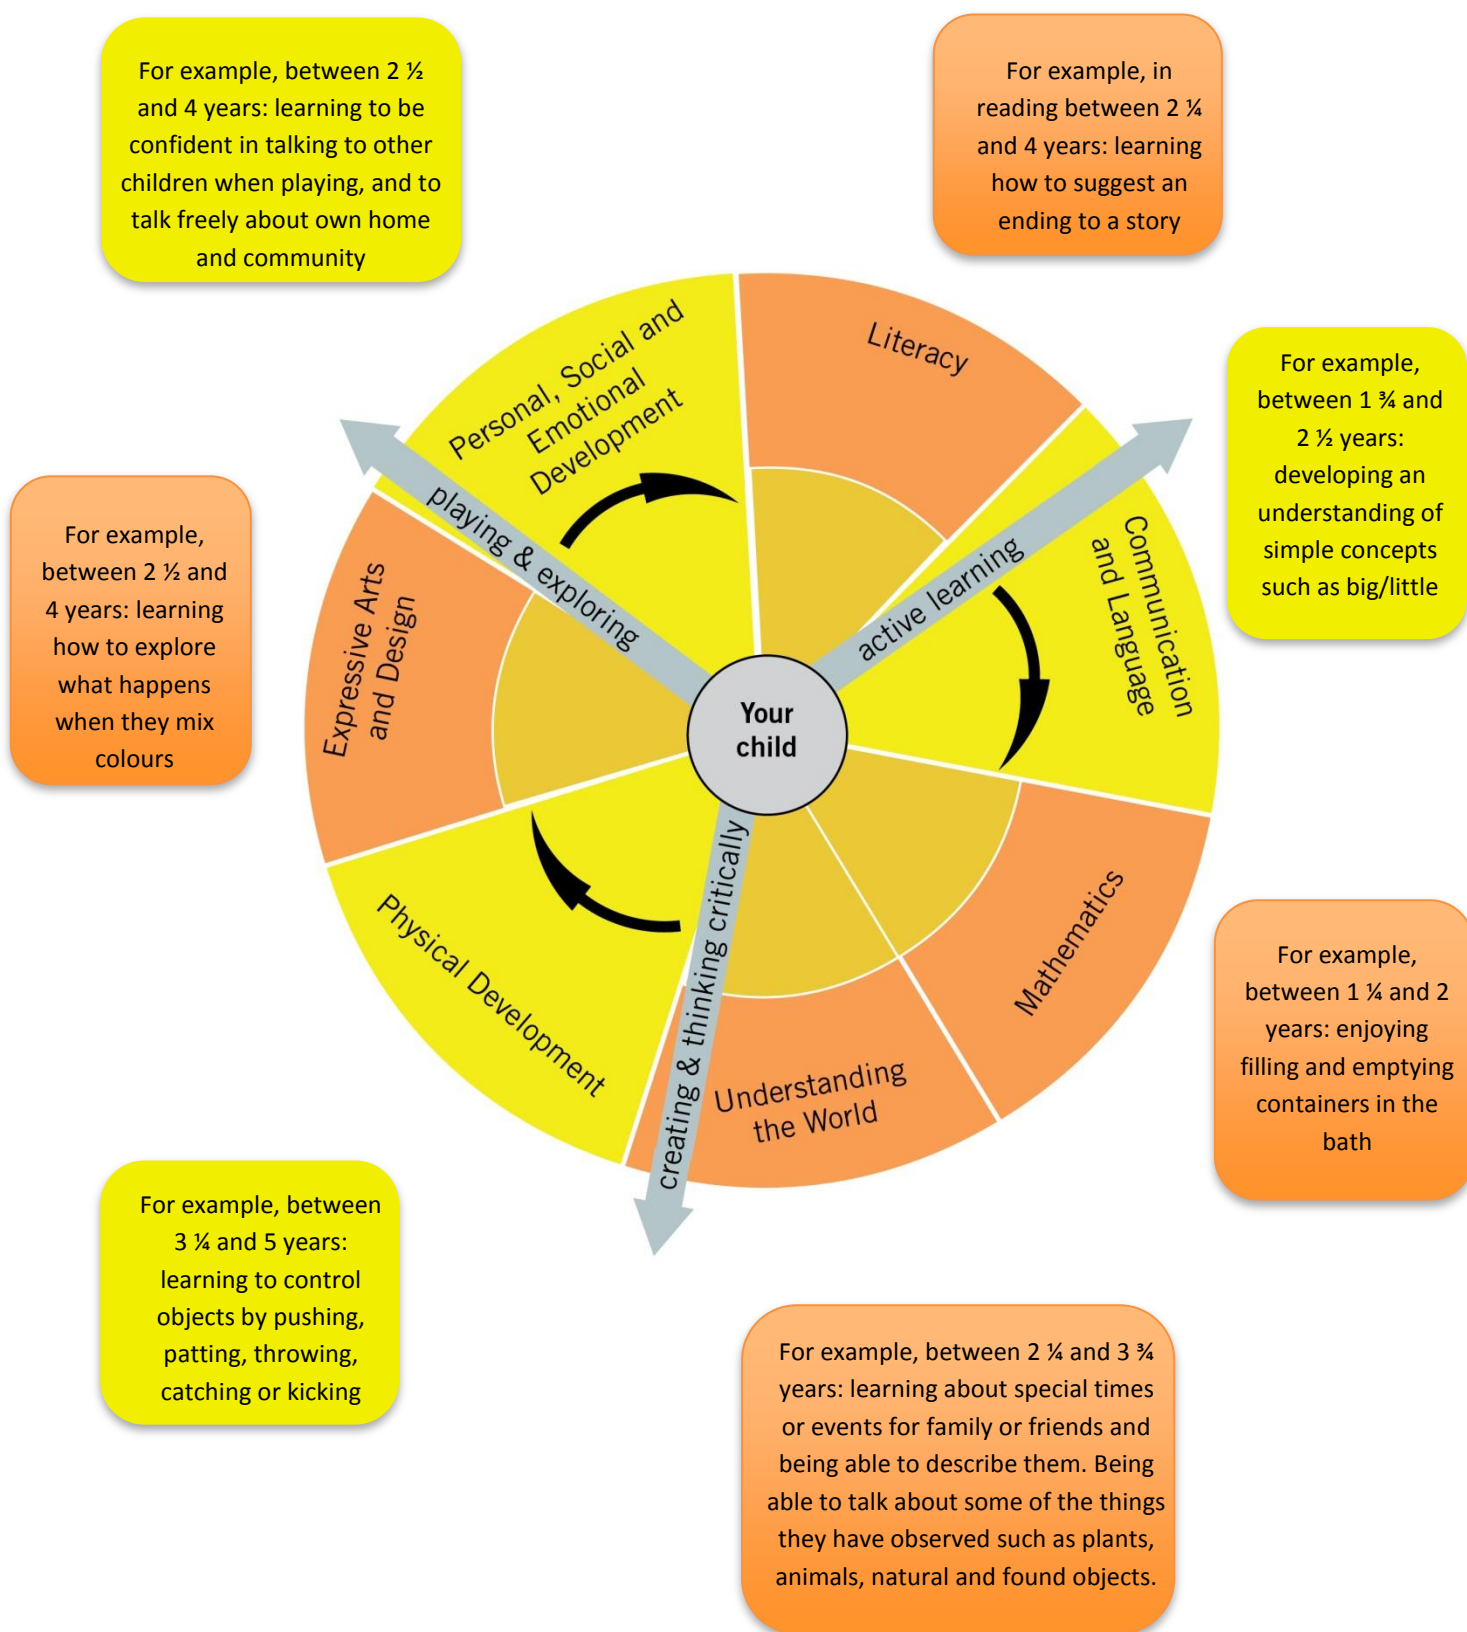 For example, between 2 ½
and 4 years: learning to be
confident in talking to other
children when playing, and to
talk freely about own home
and community
For example, in
reading between 2 ¼
and 4 years: learning
how to suggest an
ending to a story
Personal, Social and
Emotional
Development
Literacy
For example,
between 1 ¾ and
2 ½ years:
developing an
understanding of
simple concepts
such as big/little
playing & exploring
active learning
Communication
and Language
For example,
between 2 ½ and
4 years: learning
how to explore
what happens
when they mix
colours
Expressive Arts
and Design
Your
child
Physical Development
creating & thinking critically
Understanding
the World
Mathematics
For example,
between 1 ¼ and 2
years: enjoying
filling and emptying
containers in the
bath
For example, between
3 ¼ and 5 years:
learning to control
objects by pushing,
patting, throwing,
catching or kicking
For example, between 2 ¼ and 3 ¾
years: learning about special times
or events for family or friends and
being able to describe them. Being
able to talk about some of the things
they have observed such as plants,
animals, natural and found objects.